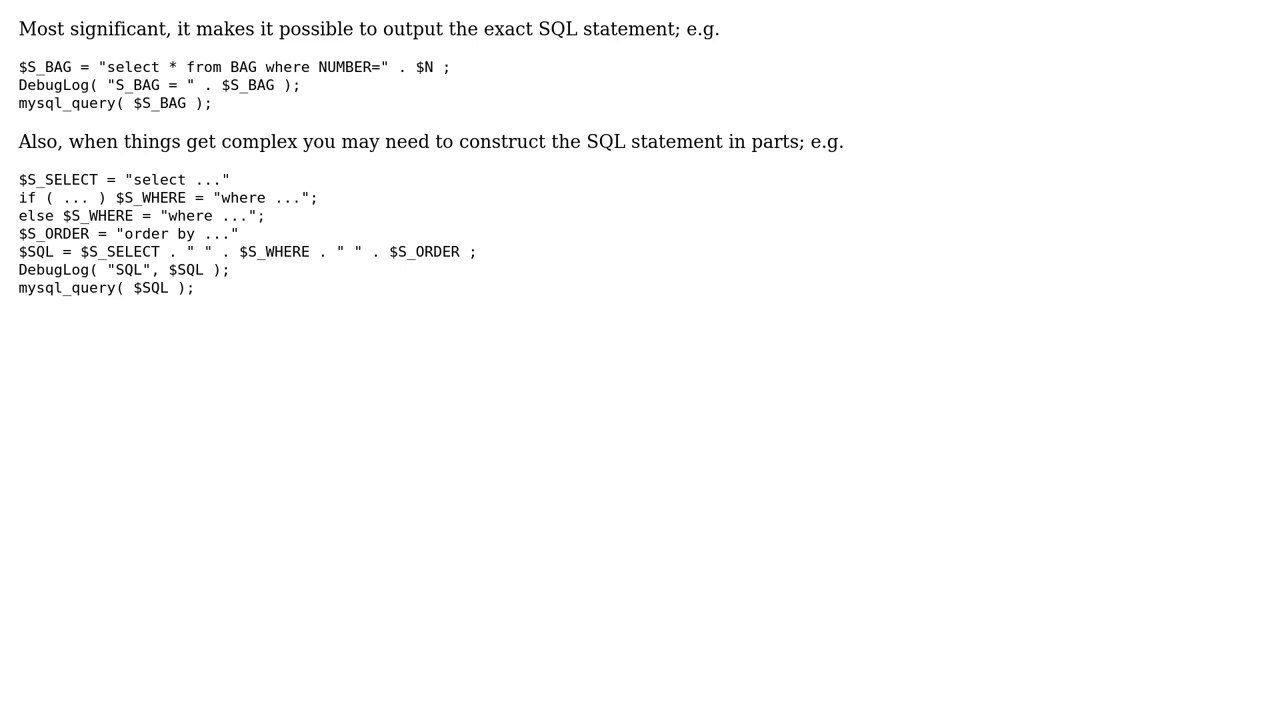 Most significant, it makes it possible to output the exact SQL statement; e.g.
$S_BAG = "select * from BAG where NUMBER=" . $N ;
DebugLog( "S_BAG = " . $S_BAG );
mysql_query( $S_BAG );
Also, when things get complex you may need to construct the SQL statement in parts; e.g.
$S_SELECT = "select ..."
if ( ... ) $S_WHERE = "where ...";
else $S_WHERE = "where ...";
$S_ORDER = "order by ..."
$SQL = $S_SELECT . " " . $S_WHERE . " " . $S_ORDER ;
DebugLog( "SQL", $SQL );
mysql_query( $SQL );